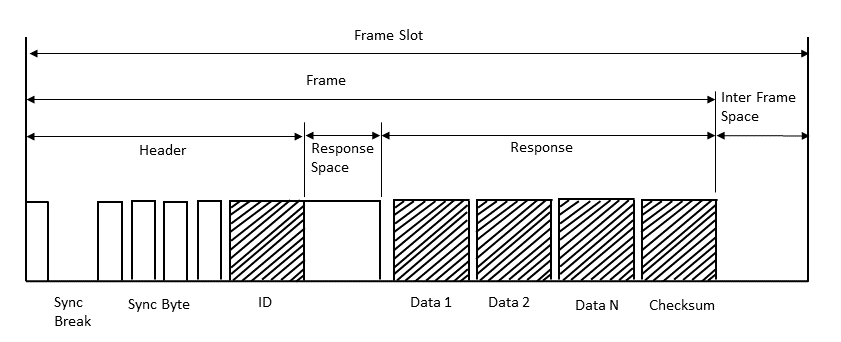 Frame Slot
Frame
Inter Frame
Space
Header
Response
Space
Response
Sync
Break
Sync Byte
ID
Data 1
Data 2
Data N
Checksum